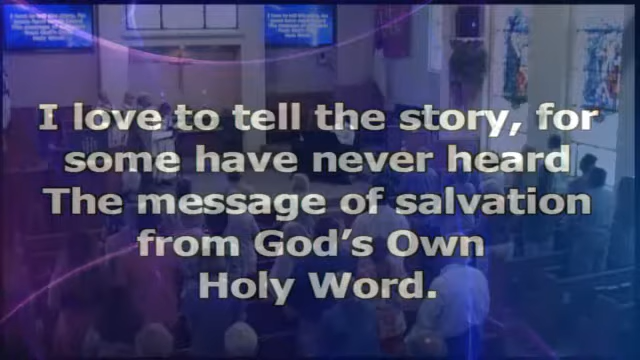 I love to tell the story, for
some have never heard
The message of salvation
from God's Own
Holy Word.